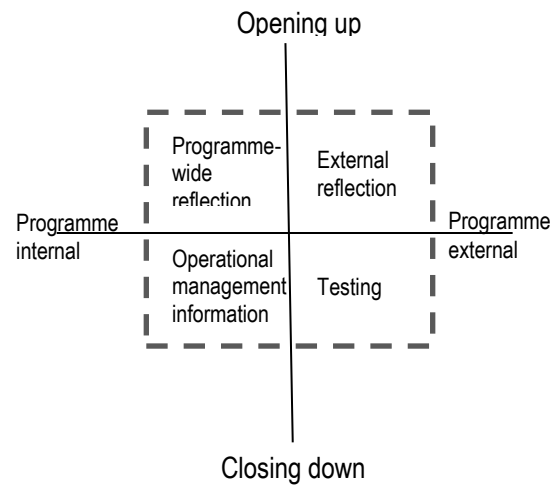 Opening up
Programme-
wide
reflection
External
reflection
Programme
internal
Programme
external
Operational
management
information
Testing
Closing down